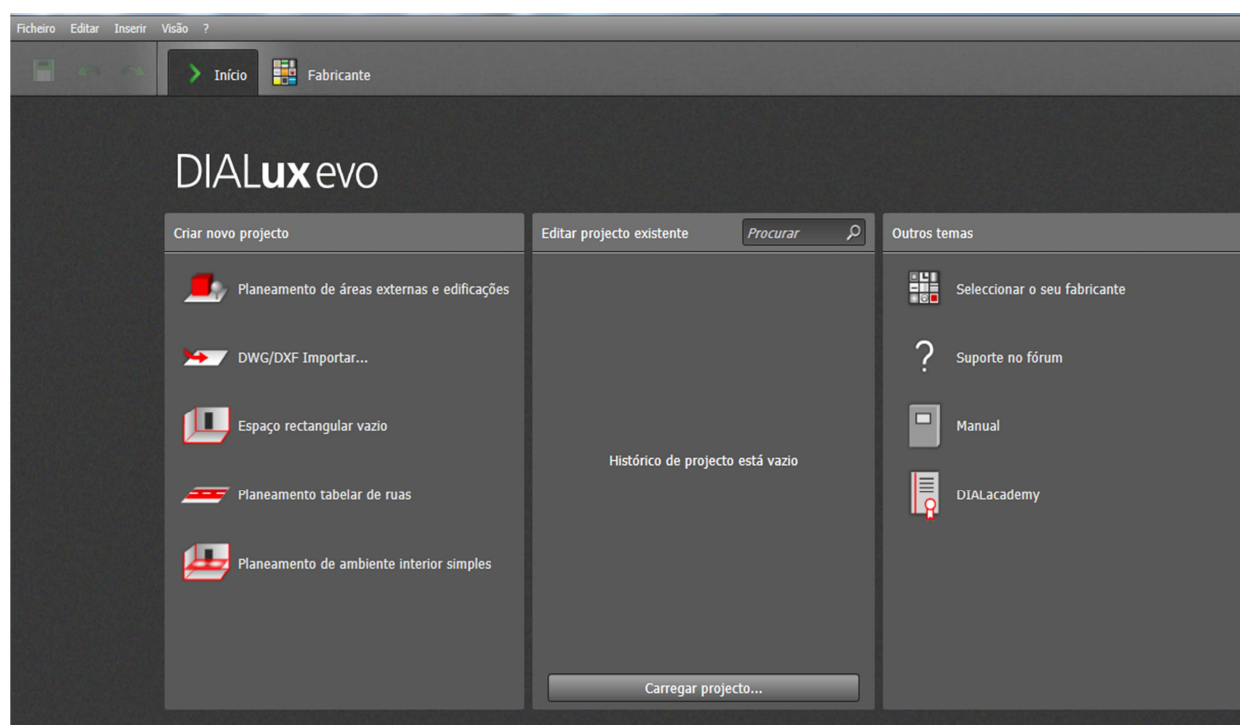 Ficheiro Editar Inserir Visão ?
Início Fabricante
DIALux evo
Criar novo projecto
Planeamento de áreas externas e edificações
DWG/DXF Importar...
Espaço rectangular vazio
Planeamento tabelar de ruas
Planeamento de ambiente interior simples
Editar projecto existente Procurar
Histórico de projecto está vazio
Carregar projecto...
Outros temas
Seleccionar o seu fabricante
? Suporte no fórum
Manual
DIALacademy